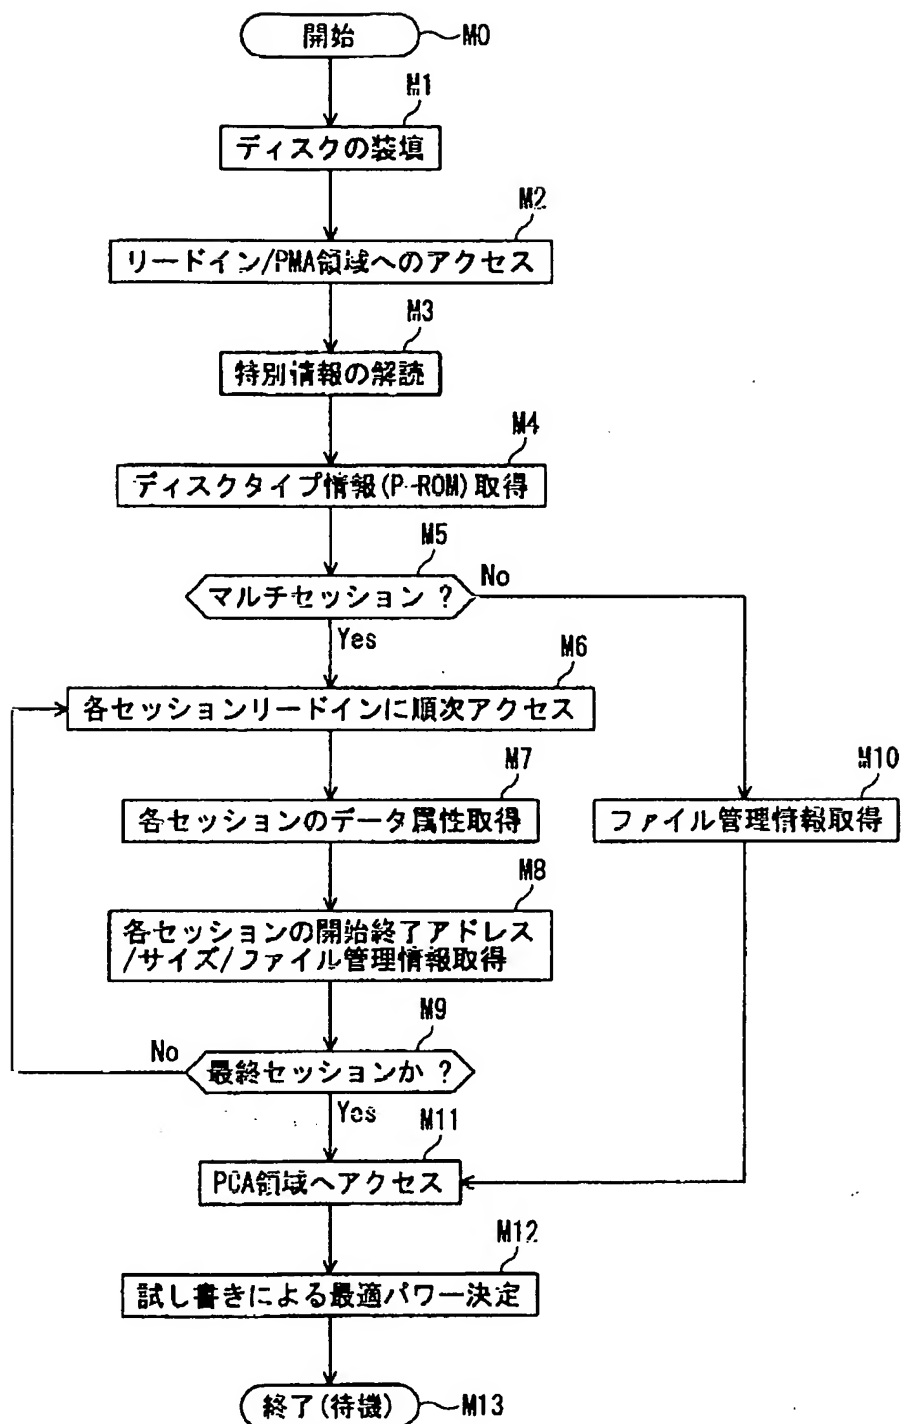 開始
M0
M1
ディスクの装填
M2
リードイン/PMA領域へのアクセス
M3
特別情報の解読
M4
ディスクタイプ情報(P-ROM)取得
M5
マルチセッション?
No
Yes
M6
各セッションリードインに順次アクセス
M7
各セッションのデータ属性取得
M10
ファイル管理情報取得
M8
各セッションの開始終了アドレス
/サイズ/ファイル管理情報取得
M9
No
最終セッションか?
Yes
M11
PCA領域へアクセス
M12
試し書きによる最適パワー決定
終了(待機)
M13